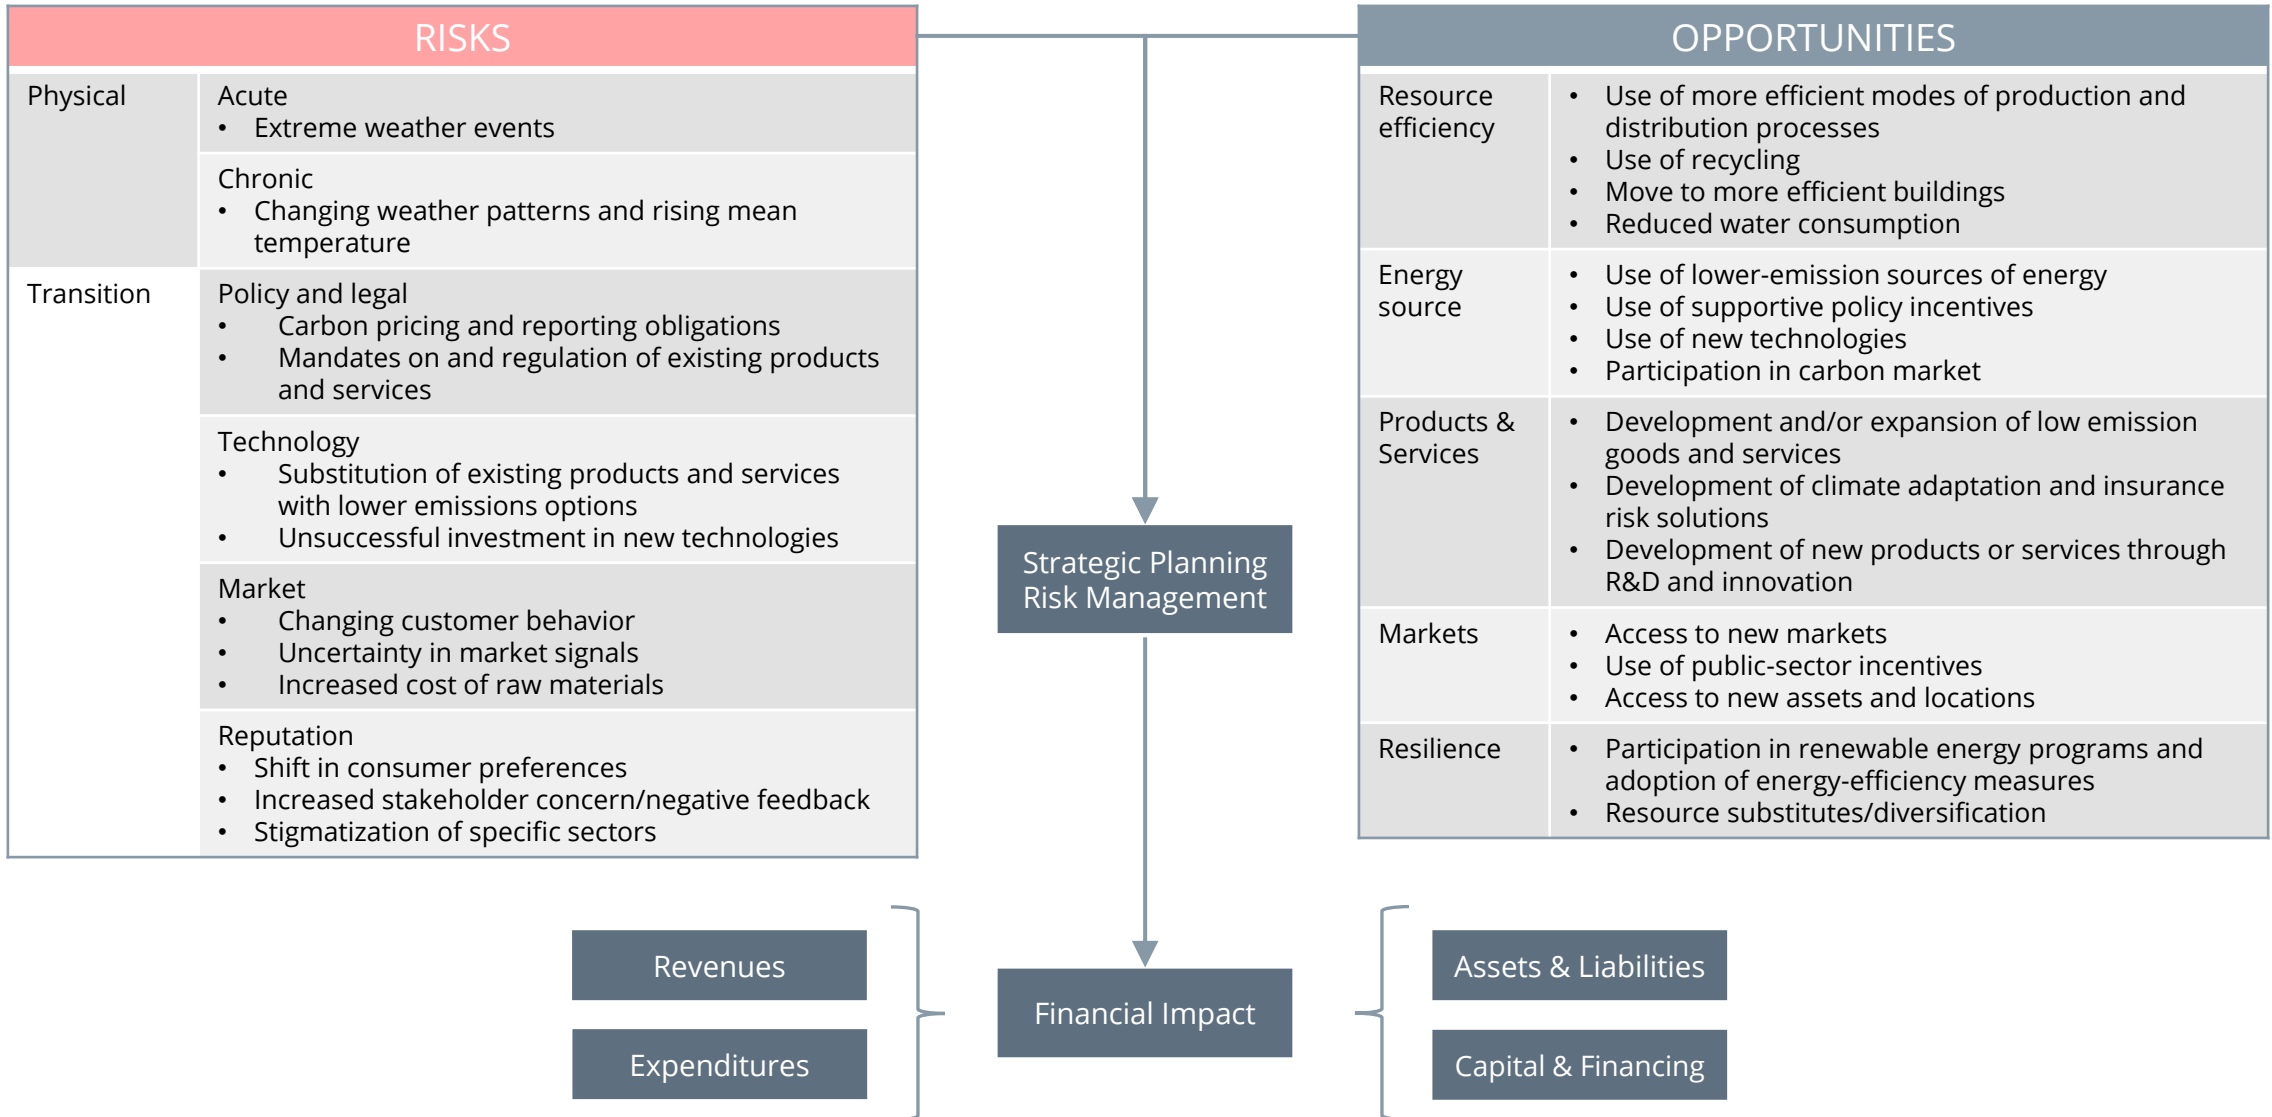 RISKS
Physical
Acute
• Extreme weather events
Chronic
• Changing weather patterns and rising mean
temperature
Transition
Policy and legal
• Carbon pricing and reporting obligations
• Mandates on and regulation of existing products
and services
Technology
• Substitution of existing products and services
with lower emissions options
• Unsuccessful investment in new technologies
Market
• Changing customer behavior
• Uncertainty in market signals
• Increased cost of raw materials
Reputation
• Shift in consumer preferences
• Increased stakeholder concern/negative feedback
• Stigmatization of specific sectors
OPPORTUNITIES
Resource
efficiency
• Use of more efficient modes of production and
distribution processes
• Use of recycling
• Move to more efficient buildings
• Reduced water consumption
Energy
source
• Use of lower-emission sources of energy
• Use of supportive policy incentives
• Use of new technologies
• Participation in carbon market
Products &
Services
• Development and/or expansion of low emission
goods and services
• Development of climate adaptation and insurance
risk solutions
• Development of new products or services through
R&D and innovation
Markets
• Access to new markets
• Use of public-sector incentives
• Access to new assets and locations
Resilience
• Participation in renewable energy programs and
adoption of energy-efficiency measures
• Resource substitutes/diversification
Strategic Planning
Risk Management
Revenues
Expenditures
Financial Impact
Assets & Liabilities
Capital & Financing